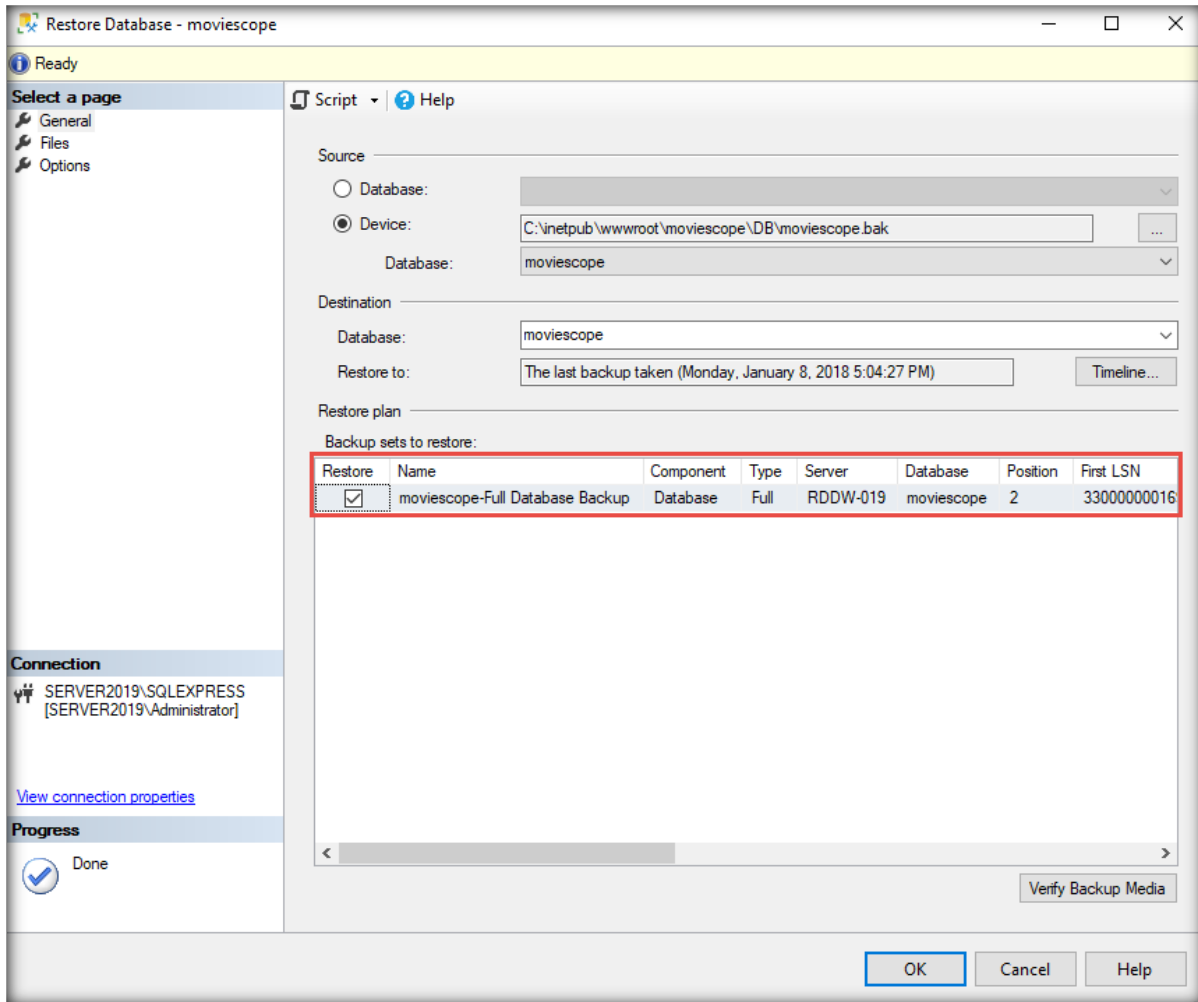 Restore Database - moviescope
Ready
Select a page
General
Files
Options
Script
Help
Source
Database:
Device:
C:\inetpub\wwwroot\moviescope\DB\moviescope.bak
...
Database:
moviescope
Destination
Database:
moviescope
Restore to:
The last backup taken (Monday, January 8, 2018 5:04:27 PM)
Timeline...
Restore plan
Backup sets to restore:
Restore Name Component Type Server Database Position First LSN
moviescope-Full Database Backup Database Full RDDW-019 moviescope 2 33000000016
Connection
SERVER2019\SQLEXPRESS
[SERVER2019\Administrator]
View connection properties
Progress
Done
Verify Backup Media
OK Cancel Help